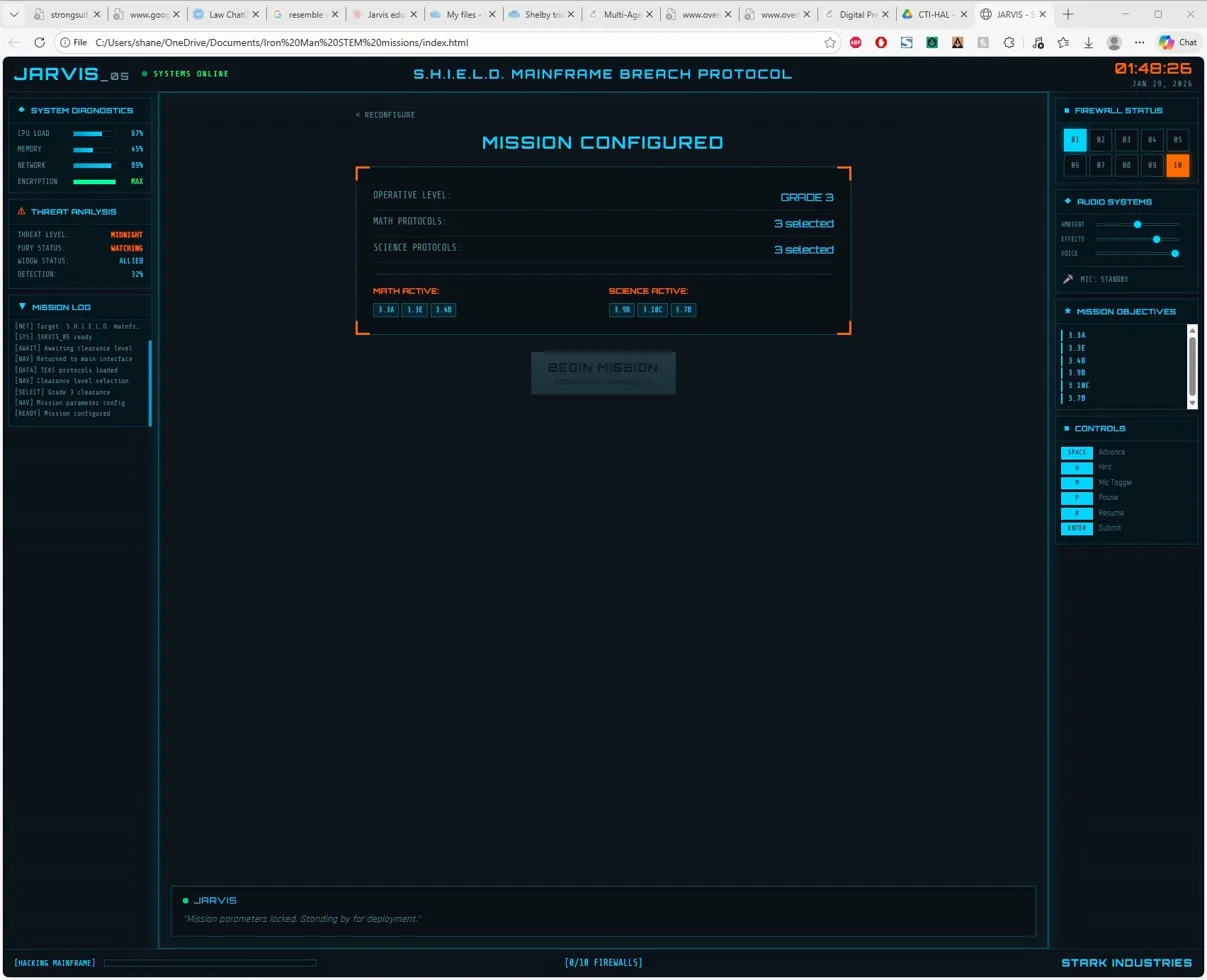 strongsuit
www.goog
Law ChatG
resemble
Jarvis edu
My files -
Shelby tri
Multi-Age
www.over
www.over
Digital Pre
CTI-HAL -
JARVIS - S
File C:/Users/shane/OneDrive/Documents/Iron%20Man%20STEM%20missions/index.html
ABP
Chat
JARVIS_05 SYSTEMS ONLINE
S.H.I.E.L.D. MAINFRAME BREACH PROTOCOL
01:48:26
JAN 29, 2026
SYSTEM DIAGNOSTICS
CPU LOAD 67%
MEMORY 45%
NETWORK 89%
ENCRYPTION MAX
THREAT ANALYSIS
THREAT LEVEL: MIDNIGHT
FURY STATUS: WATCHING
WIDOW STATUS: ALLIED
DETECTION: 32%
MISSION LOG
[NET] Target: S.H.I.E.L.D. mainfr…
[SYS] JARVIS_05 ready
[AWAIT] Awaiting clearance level
[NAV] Returned to main interface
[DATA] TEKS protocols loaded
[NAV] Clearance level selection
[SELECT] Grade 3 clearance
[NAV] Mission parameter config
[READY] Mission configured
< RECONFIGURE
MISSION CONFIGURED
OPERATIVE LEVEL: GRADE 3
MATH PROTOCOLS: 3 selected
SCIENCE PROTOCOLS: 3 selected
MATH ACTIVE:
3.3A 3.3E 3.4B
SCIENCE ACTIVE:
3.9B 3.10C 3.7B
BEGIN MISSION
JARVIS
"Mission parameters locked. Standing by for deployment."
FIREWALL STATUS
01 02 03 04 05
06 07 08 09 10
AUDIO SYSTEMS
AMBIENT
EFFECTS
VOICE
MIC: STANDBY
MISSION OBJECTIVES
3.3A
3.3E
3.4B
3.9B
3.10C
3.7B
CONTROLS
SPACE Advance
H Hint
M Mic Toggle
P Pause
R Resume
ENTER Submit
[HACKING MAINFRAME]
[0/10 FIREWALLS]
STARK INDUSTRIES